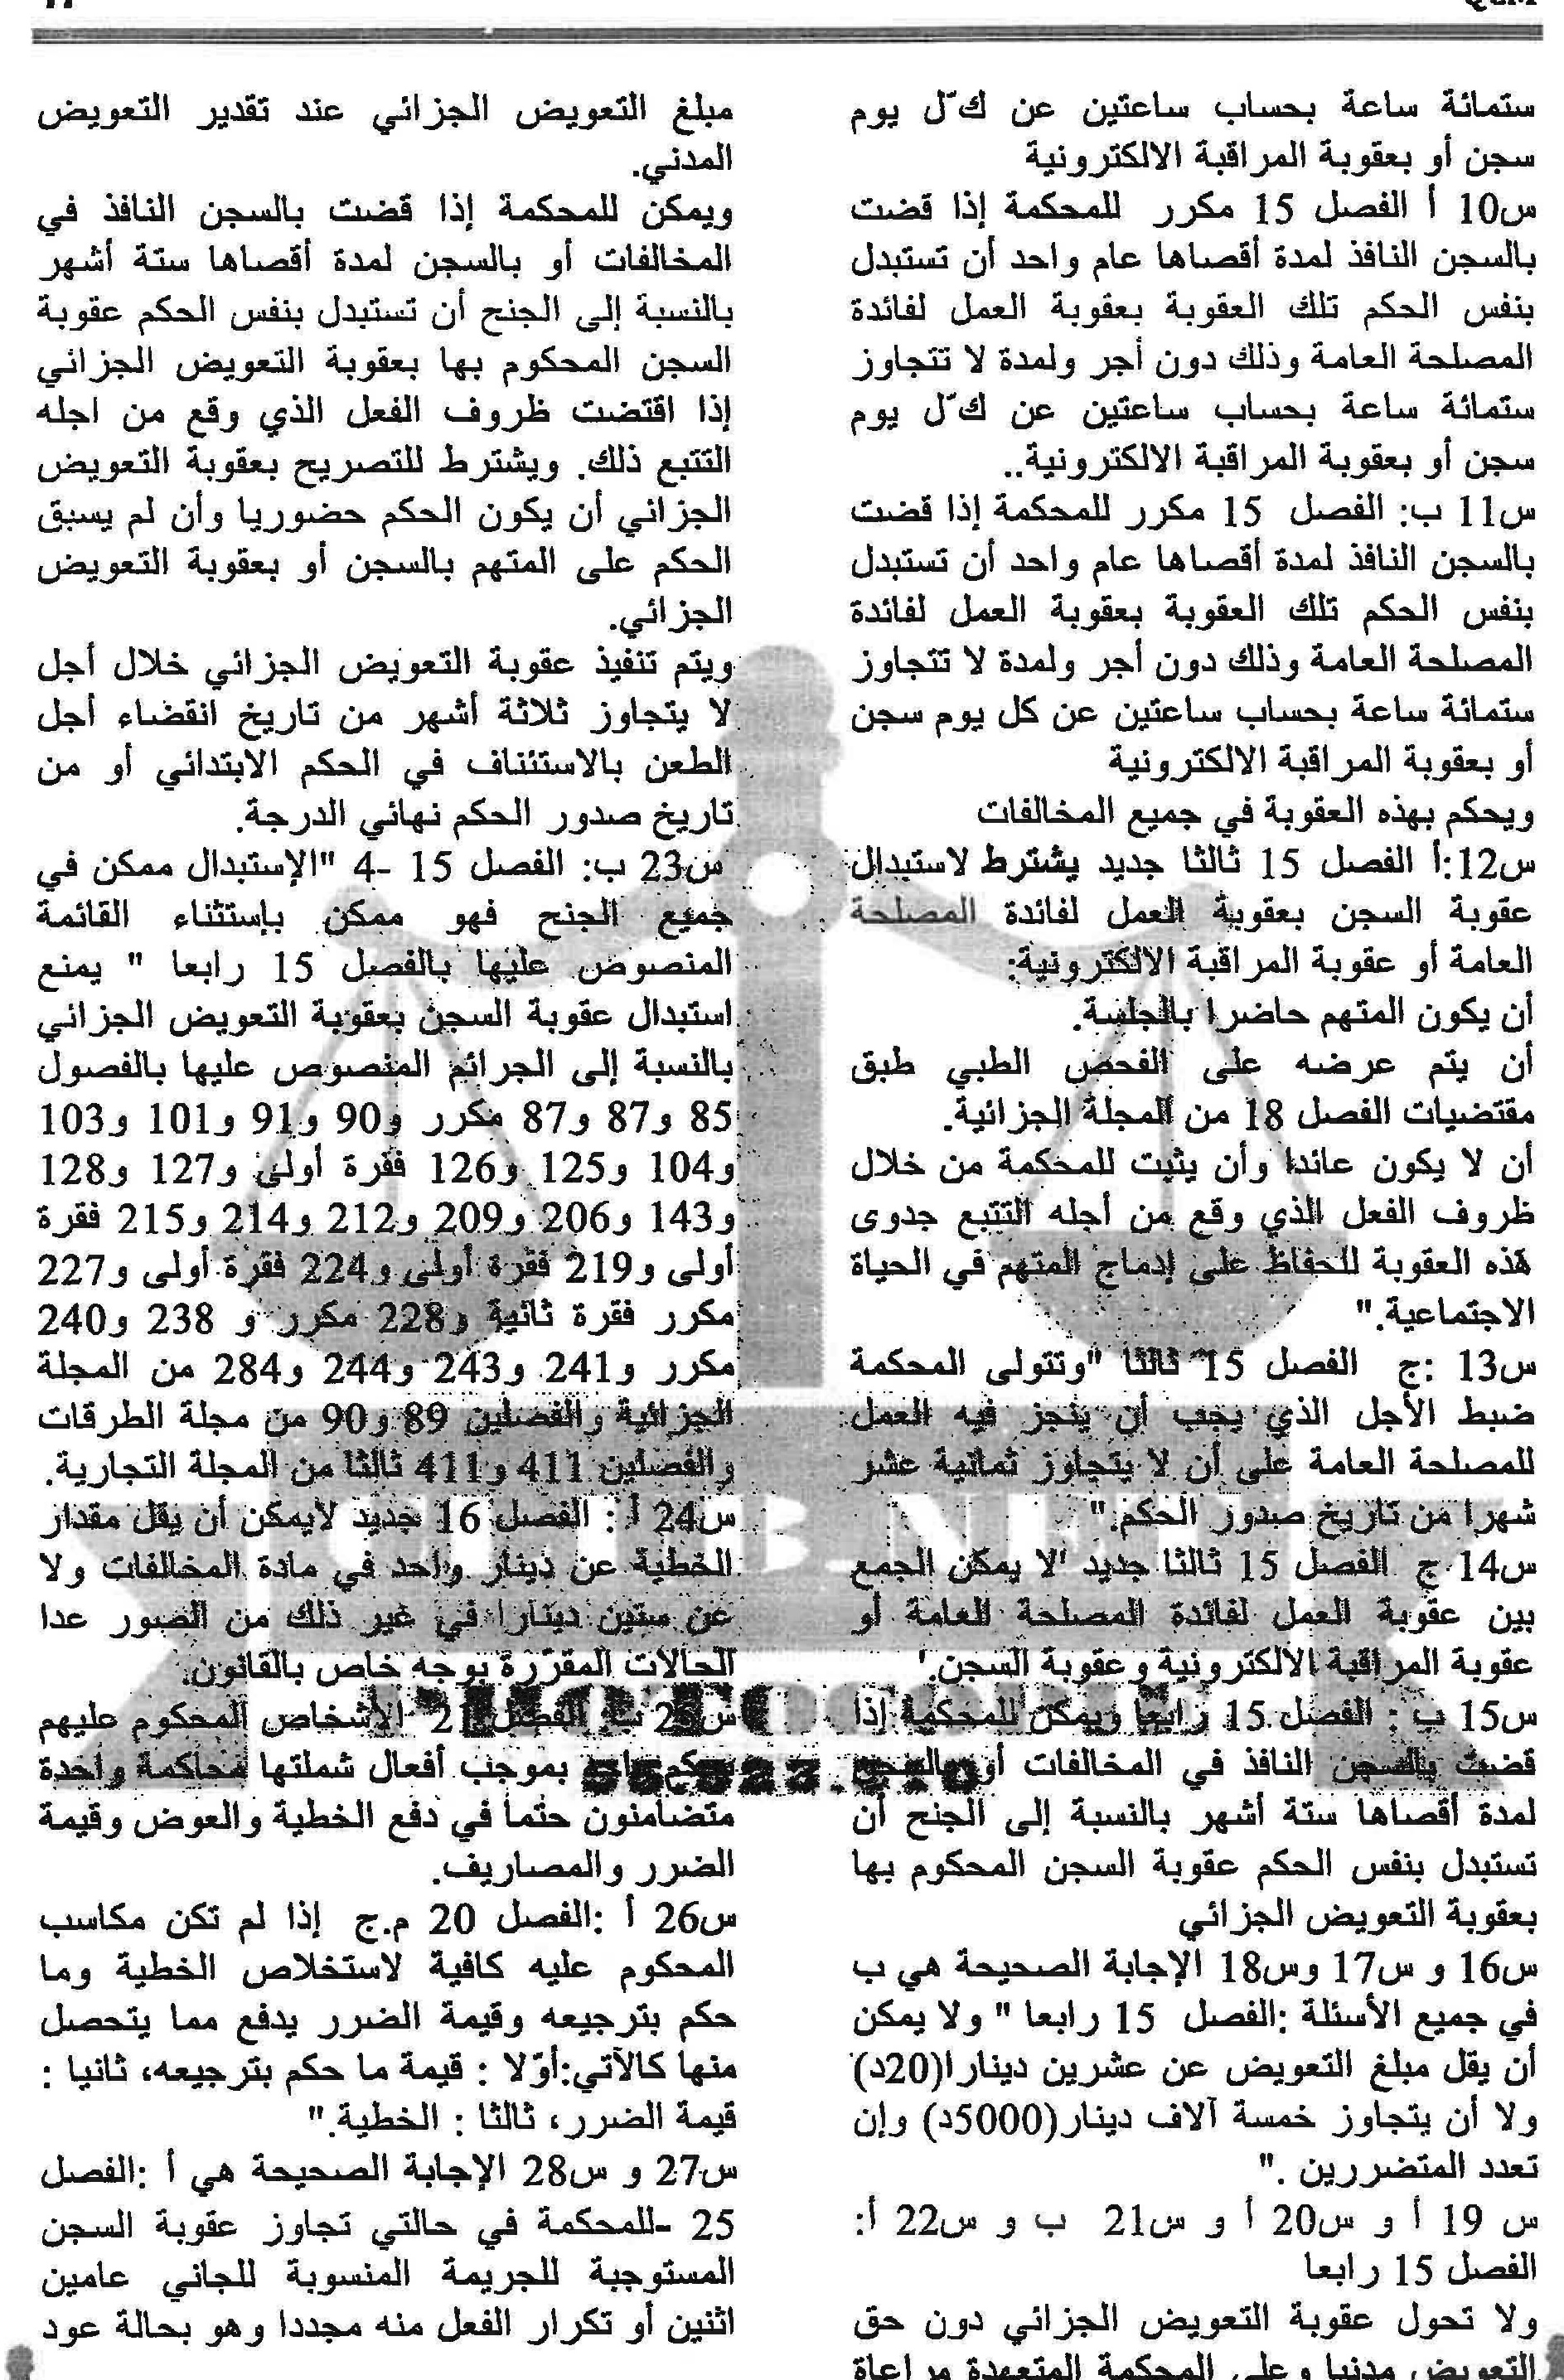 ستمائة ساعة بحساب ساعتين عن كّل يوم
سجن أو بعقوبة المراقبة الالكترونية
س10 أ الفصل 15 مكرر للمحكمة إذا قضت
بالسجن النافذ لمدة أقصاها عام واحد أن تستبدل
بنفس الحكم تلك العقوبة بعقوبة العمل لفائدة
المصلحة العامة وذلك دون أجر ولمدة لا تتجاوز
ستمائة ساعة بحساب ساعتين عن كّل يوم
سجن أو بعقوبة المراقبة الالكترونية..
س11 ب: الفصل 15 مكرر للمحكمة إذا قضت
بالسجن النافذ لمدة أقصاها عام واحد أن تستبدل
بنفس الحكم تلك العقوبة بعقوبة العمل لفائدة
المصلحة العامة وذلك دون أجر ولمدة لا تتجاوز
ستمائة ساعة بحساب ساعتين عن كل يوم سجن
أو بعقوبة المراقبة الالكترونية
ويحكم بهذه العقوبة في جميع المخالفات
س12:أ الفصل 15 ثالثا جديد يشترط لاستبدال
عقوبة السجن بعقوبة العمل لفائدة المصلحة
العامة أو عقوبة المراقبة الالكترونية:
أن يكون المتهم حاضرا بالجلسة.
أن يتم عرضه على الفحص الطبي طبق
مقتضيات الفصل 18 من المجلة الجزائية.
أن لا يكون عائدا وأن يثبت للمحكمة من خلال
ظروف الفعل الذي وقع من أجله التتبع جدوى
هذه العقوبة للحفاظ على إدماج المتهم في الحياة
الاجتماعية."
س13 :ج الفصل 15 ثالثا "وتتولى المحكمة
ضبط الأجل الذي يجب أن ينجز فيه العمل
للمصلحة العامة على أن لا يتجاوز ثمانية عشر
شهرا من تاريخ صدور الحكم."
س14 ج الفصل 15 ثالثا جديد 'لا يمكن الجمع
بين عقوبة العمل لفائدة المصلحة العامة أو
عقوبة المراقبة الالكترونية وعقوبة السجن.'
س15 ب : الفصل 15 رابعا ويمكن للمحكمة إذا
قضت بالسجن النافذ في المخالفات أو بالسجن
لمدة أقصاها ستة أشهر بالنسبة إلى الجنح أن
تستبدل بنفس الحكم عقوبة السجن المحكوم بها
بعقوبة التعويض الجزائي
س16 و س17 وس18 الإجابة الصحيحة هي ب
في جميع الأسئلة :الفصل 15 رابعا " ولا يمكن
أن يقل مبلغ التعويض عن عشرين دينارا(20د)
ولا أن يتجاوز خمسة آلاف دينار(5000د) وإن
تعدد المتضررين ."
س 19 أ و س20 أ و س21 ب و س22 أ:
الفصل 15 رابعا
ولا تحول عقوبة التعويض الجزائي دون حق
التعويض مدنيا وعلى المحكمة المتعهدة مراعاة
مبلغ التعويض الجزائي عند تقدير التعويض
المدني.
ويمكن للمحكمة إذا قضت بالسجن النافذ في
المخالفات أو بالسجن لمدة أقصاها ستة أشهر
بالنسبة إلى الجنح أن تستبدل بنفس الحكم عقوبة
السجن المحكوم بها بعقوبة التعويض الجزائي
إذا اقتضت ظروف الفعل الذي وقع من اجله
التتبع ذلك. ويشترط للتصريح بعقوبة التعويض
الجزائي أن يكون الحكم حضوريا وأن لم يسبق
الحكم على المتهم بالسجن أو بعقوبة التعويض
الجزائي.
ويتم تنفيذ عقوبة التعويض الجزائي خلال أجل
لا يتجاوز ثلاثة أشهر من تاريخ انقضاء أجل
الطعن بالاستئناف في الحكم الابتدائي أو من
تاريخ صدور الحكم نهائي الدرجة.
س23 ب: الفصل 15 -4 "الإستبدال ممكن في
جميع الجنح فهو ممكن بإستثناء القائمة
المنصوص عليها بالفصل 15 رابعا " يمنع
استبدال عقوبة السجن بعقوبة التعويض الجزائي
بالنسبة إلى الجرائم المنصوص عليها بالفصول
85 و87 و87 مكرر و90 و91 و101 و103
و104 و125 و126 فقرة أولى و127 و128
و143 و206 و209 و212 و214 و215 فقرة
أولى و219 فقرة أولى و224 فقرة أولى و227
مكرر فقرة ثانية و228 مكرر و 238 و240
مكرر و241 و243 و244 و284 من المجلة
الجزائية والفصلين 89 و90 من مجلة الطرقات
والفصلين 411 و411 ثالثا من المجلة التجارية.
س24 أ : الفصل 16 جديد لايمكن أن يقل مقدار
الخطية عن دينار واحد في مادة المخالفات ولا
عن ستين دينارا في غير ذلك من الصور عدا
الحالات المقرّرة بوجه خاص بالقانون.
الفصل 21 الأشخاص المحكوم عليهم
بموجب أفعال شملتها محاكمة واحدة
متضامنون حتما في دفع الخطية والعوض وقيمة
الضرر والمصاريف.
س26 أ :الفصل 20 م.ج إذا لم تكن مكاسب
المحكوم عليه كافية لاستخلاص الخطية وما
حكم بترجيعه وقيمة الضرر يدفع مما يتحصل
منها كالآتي:أوّلا : قيمة ما حكم بترجيعه، ثانيا :
قيمة الضرر، ثالثا : الخطية."
س27 و س28 الإجابة الصحيحة هي أ :الفصل
25 -للمحكمة في حالتي تجاوز عقوبة السجن
المستوجبة للجريمة المنسوبة للجاني عامين
اثنين أو تكرار الفعل منه مجددا وهو بحالة عود